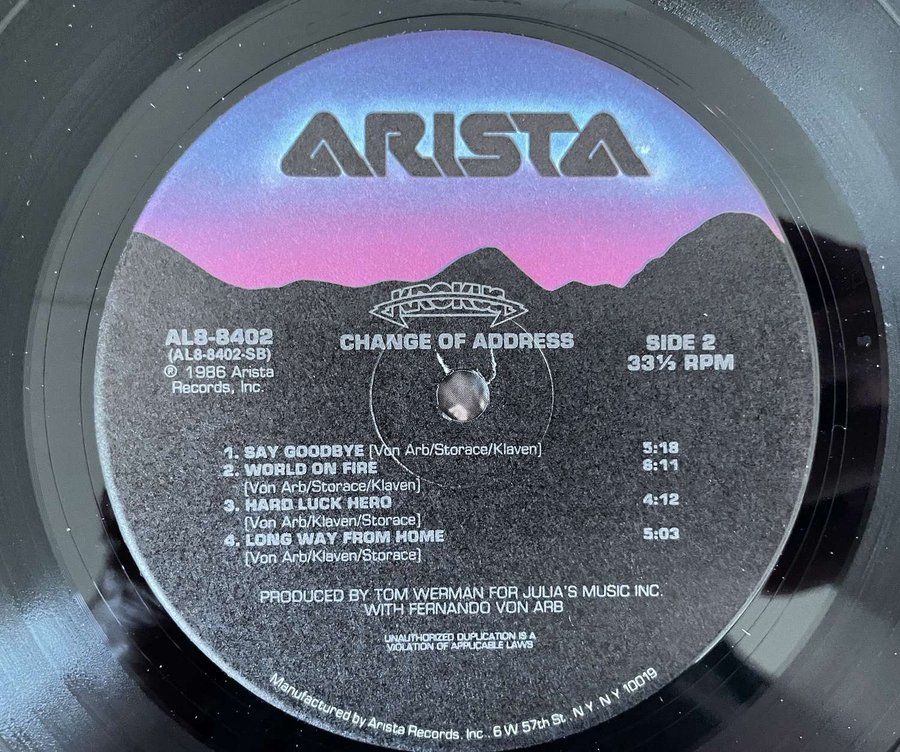 ARISTA
KROKUS
CHANGE OF ADDRESS
AL8-8402
(AL8-8402-SB)
℗ 1986 Arista
Records, Inc.
SIDE 2
33⅓ RPM
1. SAY GOODBYE [Von Arb/Storace/Klaven] 5:18
2. WORLD ON FIRE 6:11
[Von Arb/Storace/Klaven]
3. HARD LUCK HERO 4:12
[Von Arb/Klaven/Storace]
4. LONG WAY FROM HOME 5:03
[Von Arb/Klaven/Storace]
PRODUCED BY: TOM WERMAN FOR JULIA'S MUSIC INC.
WITH FERNANDO VON ARB
UNAUTHORIZED DUPLICATION IS A
VIOLATION OF APPLICABLE LAWS
Manufactured by Arista Records, Inc., 6 W 57th St N Y, N Y 10019